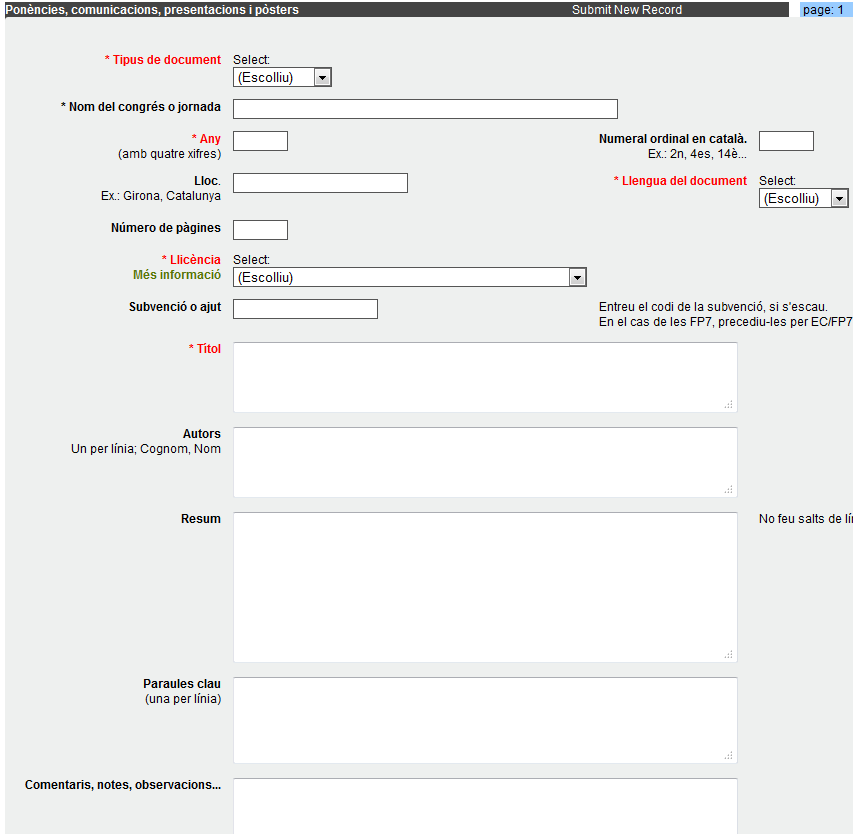 Ponències, comunicacions, presentacions i pòsters Submit New Record page: 1
* Tipus de document Select:
(Escolliu)
* Nom del congrés o jornada
* Any Numeral ordinal en català.
(amb quatre xifres) Ex.: 2n, 4es, 14è...
Lloc. * Llengua del document Select:
Ex.: Girona, Catalunya (Escolliu)
Número de pàgines
* Llicència Select:
Més informació (Escolliu)
Subvenció o ajut Entreu el codi de la subvenció, si s'escau.
En el cas de les FP7, precediu-les per EC/FP7
* Títol
Autors
Un per línia; Cognom, Nom
Resum No feu salts de
Paraules clau
(una per línia)
Comentaris, notes, observacions...